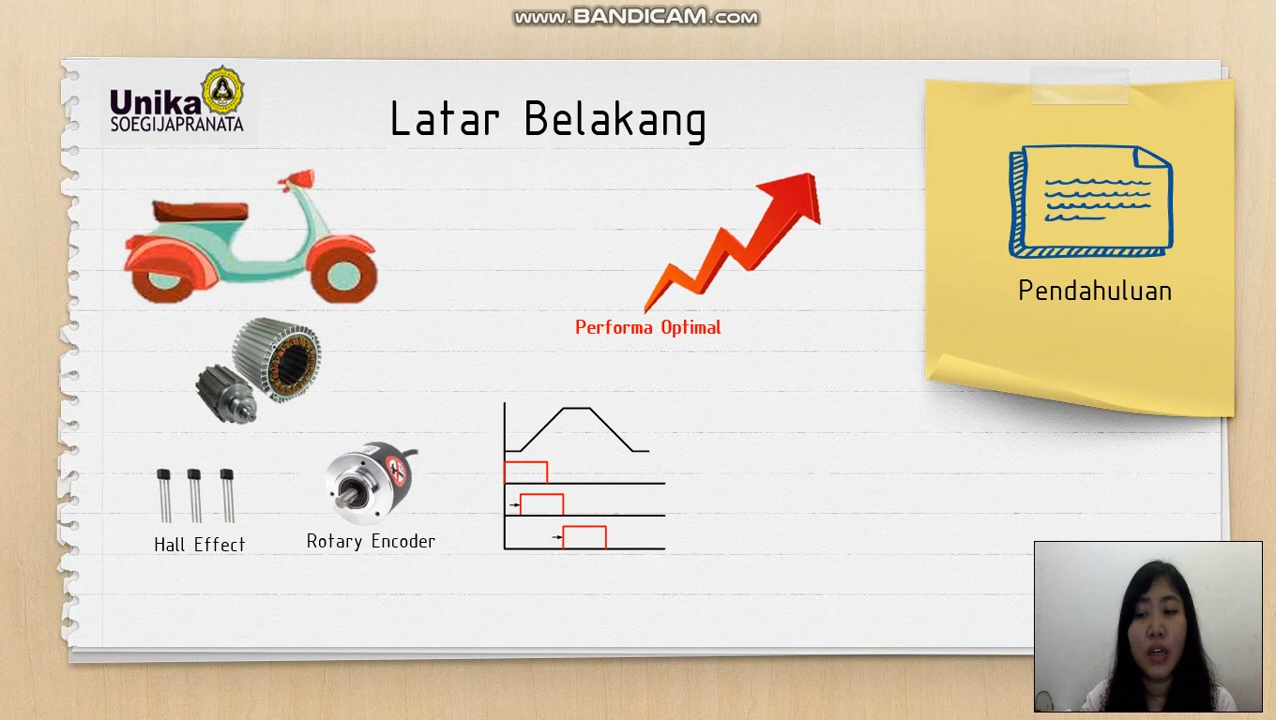 www.BANDICAM.com
Unika
SOEGIJAPRANATA
Latar Belakang
Pendahuluan
Performa Optimal
Hall Effect
Rotary Encoder